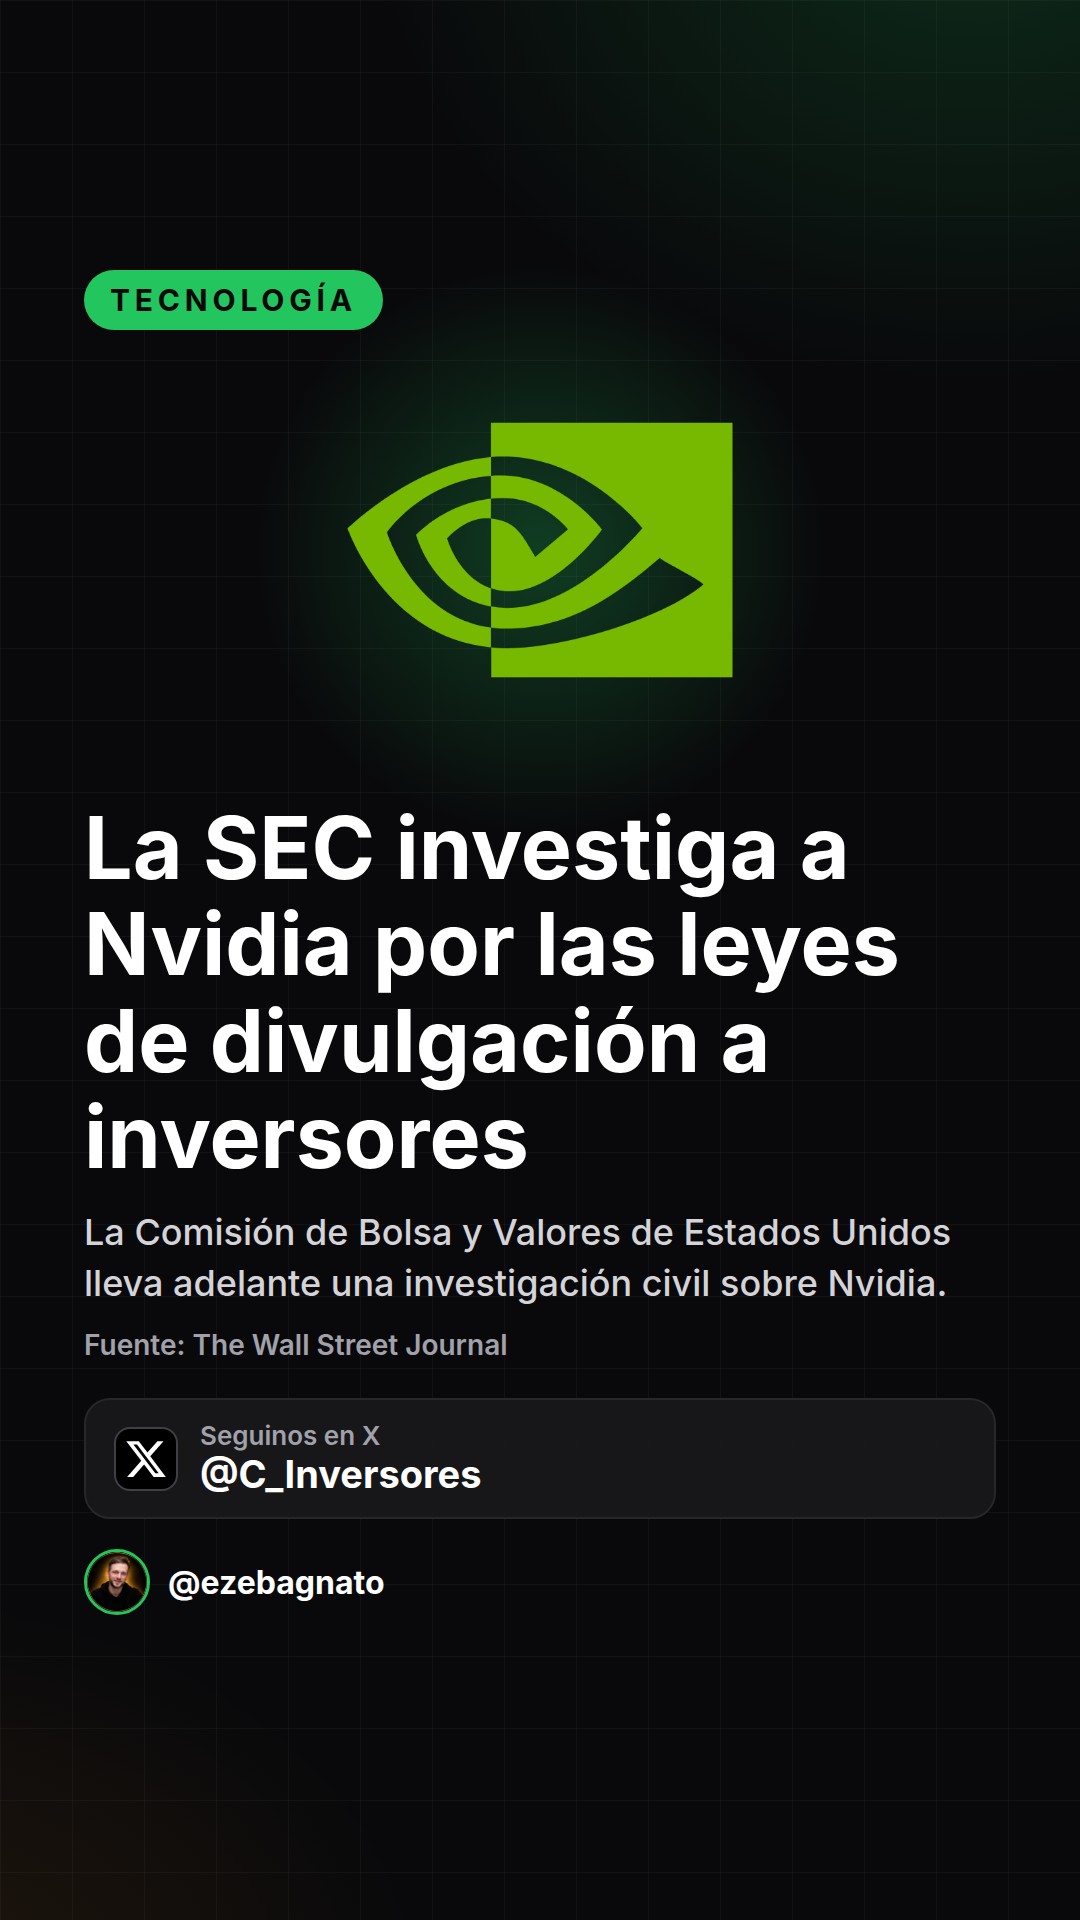 TECNOLOGÍA
La SEC investiga a
Nvidia por las leyes
de divulgación a
inversores
La Comisión de Bolsa y Valores de Estados Unidos
lleva adelante una investigación civil sobre Nvidia.
Fuente: The Wall Street Journal
Seguinos en X
@C_Inversores
@ezebagnato